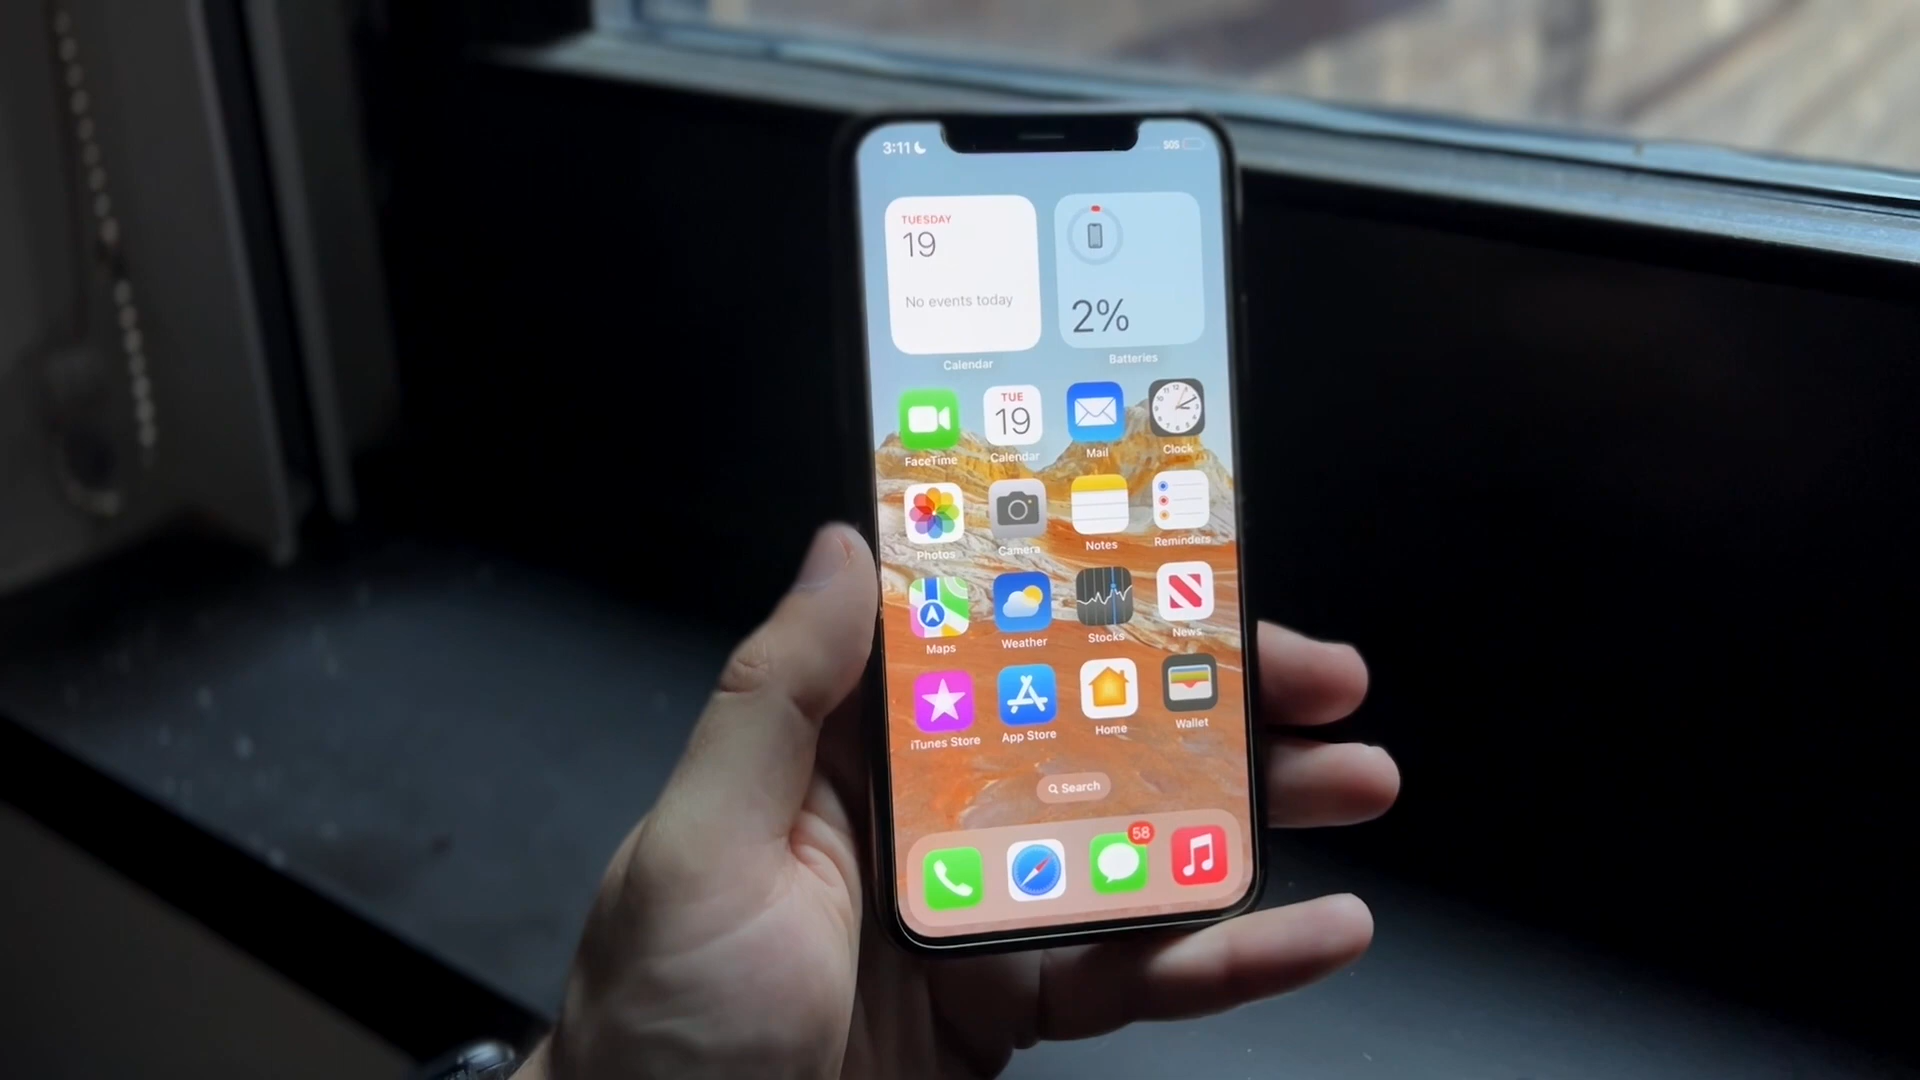 3:11 SOS
TUESDAY
19
No events today
2%
Calendar Batteries
TUE
19
FaceTime Calendar Mail Clock
Photos Camera Notes Reminders
Maps Weather Stocks News
iTunes Store App Store Home Wallet
Search
58